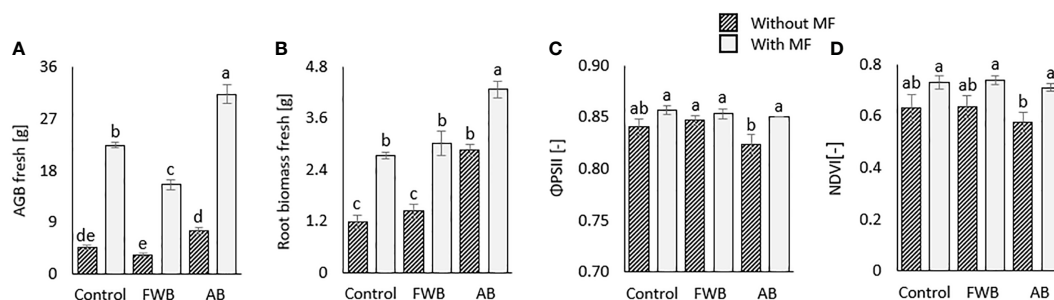 Without MF
With MF
A
AGB fresh [g]
36
27
18
9
0
de
b
e
c
d
a
Control FWB AB
B
Root biomass fresh [g]
4.8
3.6
2.4
1.2
0
c
b
c
b
b
a
Control FWB AB
C
ΦPSII [-]
0.90
0.85
0.80
0.75
0.70
ab
a
a
a
b
a
Control FWB AB
D
NDVI[-]
0.8
0.6
0.4
0.2
0
ab
a
ab
a
b
a
Control FWB AB